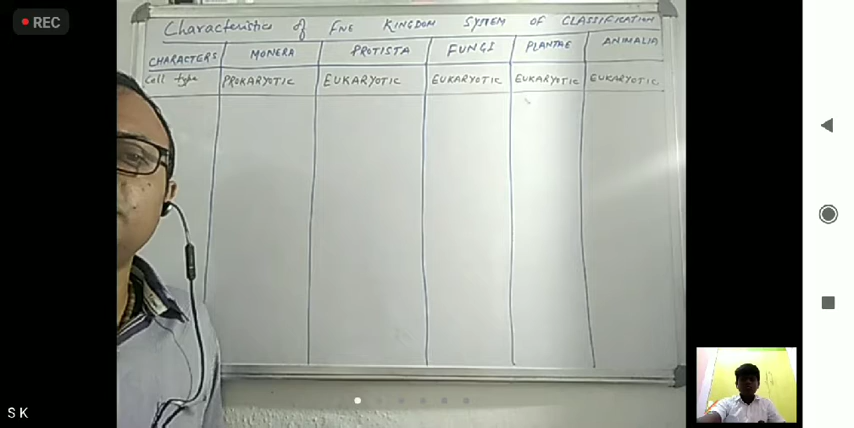 REC
Characteristics of FIVE KINGDOM SYSTEM OF CLASSIFICATION
CHARACTERS MONERA PROTISTA FUNGI PLANTAE ANIMALIA
Cell type PROKARYOTIC EUKARYOTIC EUKARYOTIC EUKARYOTIC EUKARYOTIC
S K